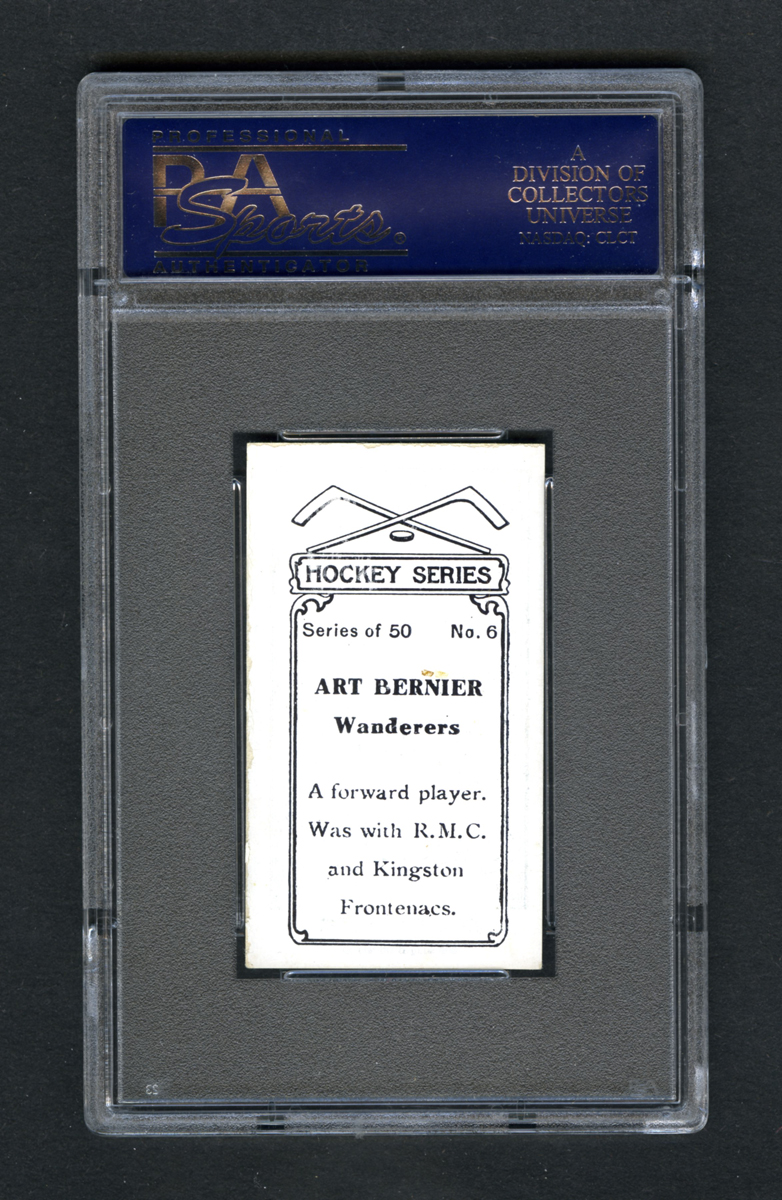 PROFESSIONAL
PSA
Sports®
AUTHENTICATOR
A
DIVISION OF
COLLECTORS
UNIVERSE
NASDAQ: CLCT
HOCKEY SERIES
Series of 50 No. 6
ART BERNIER
Wanderers
A forward player.
Was with R.M.C.
and Kingston
Frontenacs.